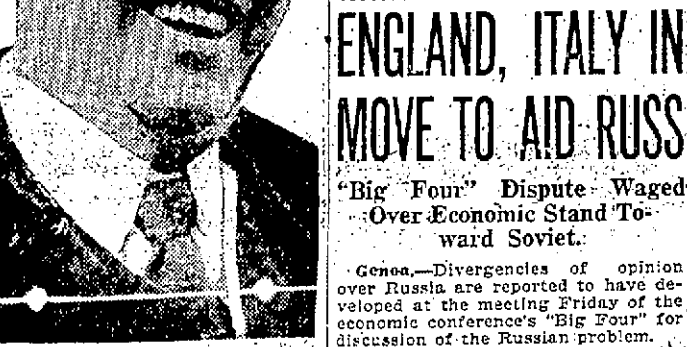 ENGLAND, ITALY IN
MOVE TO AID RUSS
"Big Four" Dispute Waged
Over Economic Stand To-
ward Soviet.
Genoa,—Divergencies of opinion
over Russia are reported to have de-
veloped at the meeting Friday of the
economic conference's "Big Four" for
discussion of the Russian problem.